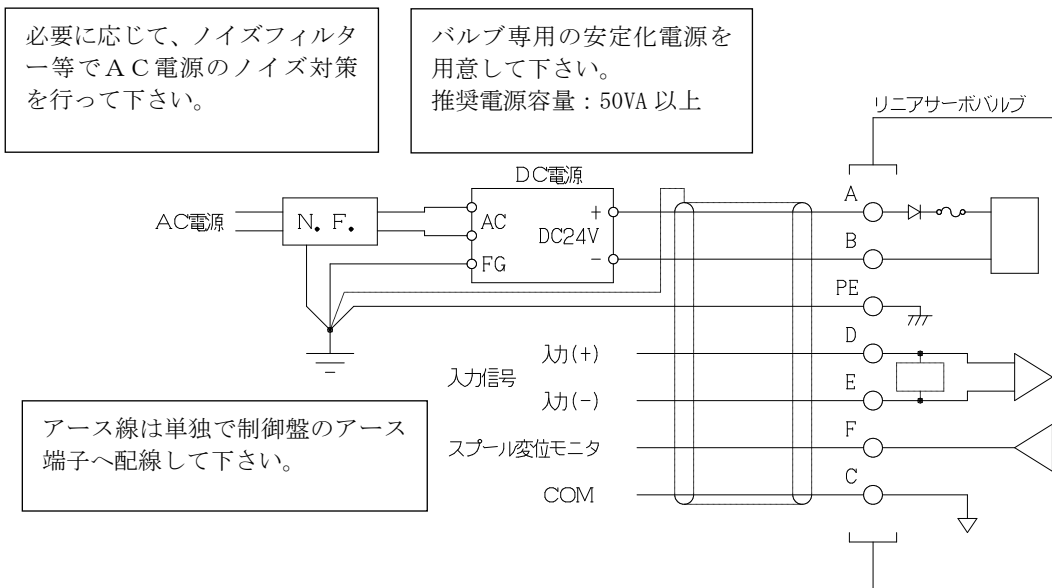 必要に応じて、ノイズフィルタ
ー等でＡＣ電源のノイズ対策
を行って下さい。
バルブ専用の安定化電源を
用意して下さい。
推奨電源容量：50VA 以上
リニアサーボバルブ
DC電源
AC電源
N. F.
AC
+
DC24V
−
FG
A
B
PE
D
入力(+)
入力信号
E
入力(-)
F
スプール変位モニタ
C
COM
アース線は単独で制御盤のアース
端子へ配線して下さい。